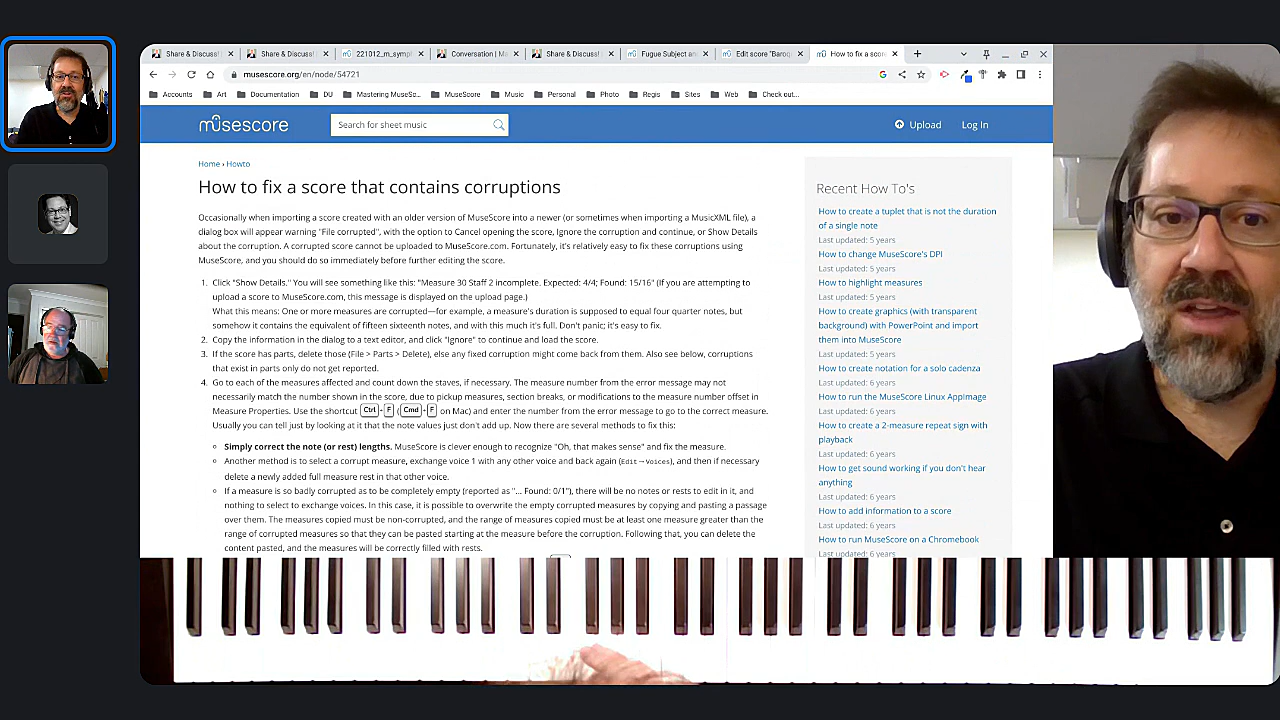 Share & Discuss!
Share & Discuss!
221012_m_symp
Conversation | Ma
Share & Discuss!
Fugue Subject an
Edit score "Baroq
How to fix a scor
musescore.org/en/node/54721
Accounts
Art
Documentation
DU
Mastering MuseSc...
MuseScore
Music
Personal
Photo
Regis
Sites
Web
Check out...
musescore
Search for sheet music
Upload
Log In
Home › Howto
How to fix a score that contains corruptions
Occasionally when importing a score created with an older version of MuseScore into a newer (or sometimes when importing a MusicXML file), a
dialog box will appear warning "File corrupted", with the option to Cancel opening the score, Ignore the corruption and continue, or Show Details
about the corruption. A corrupted score cannot be uploaded to MuseScore.com. Fortunately, it's relatively easy to fix these corruptions using
MuseScore, and you should do so immediately before further editing the score.
1. Click "Show Details." You will see something like this: "Measure 30 Staff 2 incomplete. Expected: 4/4; Found: 15/16" (If you are attempting to
upload a score to MuseScore.com, this message is displayed on the upload page.)
What this means: One or more measures are corrupted—for example, a measure's duration is supposed to equal four quarter notes, but
somehow it contains the equivalent of fifteen sixteenth notes, and with this much it's full. Don't panic; it's easy to fix.
2. Copy the information in the dialog to a text editor, and click "Ignore" to continue and load the score.
3. If the score has parts, delete those (File > Parts > Delete), else any fixed corruption might come back from them. Also see below, corruptions
that exist in parts only do not get reported.
4. Go to each of the measures affected and count down the staves, if necessary. The measure number from the error message may not
necessarily match the number shown in the score, due to pickup measures, section breaks, or modifications to the measure number offset in
Measure Properties. Use the shortcut Ctrl + F ( Cmd + F on Mac) and enter the number from the error message to go to the correct measure.
Usually you can tell just by looking at it that the note values just don't add up. Now there are several methods to fix this:
Simply correct the note (or rest) lengths. MuseScore is clever enough to recognize "Oh, that makes sense" and fix the measure.
Another method is to select a corrupt measure, exchange voice 1 with any other voice and back again (Edit→Voices), and then if necessary
delete a newly added full measure rest in that other voice.
If a measure is so badly corrupted as to be completely empty (reported as "... Found: 0/1"), there will be no notes or rests to edit in it, and
nothing to select to exchange voices. In this case, it is possible to overwrite the empty corrupted measures by copying and pasting a passage
over them. The measures copied must be non-corrupted, and the range of measures copied must be at least one measure greater than the
range of corrupted measures so that they can be pasted starting at the measure before the corruption. Following that, you can delete the
content pasted, and the measures will be correctly filled with rests.
Recent How To's
How to create a tuplet that is not the duration
of a single note
Last updated: 5 years
How to change MuseScore's DPI
Last updated: 5 years
How to highlight measures
Last updated: 5 years
How to create graphics (with transparent
background) with PowerPoint and import
them into MuseScore
Last updated: 5 years
How to create notation for a solo cadenza
Last updated: 6 years
How to run the MuseScore Linux AppImage
Last updated: 6 years
How to create a 2-measure repeat sign with
playback
Last updated: 6 years
How to get sound working if you don't hear
anything
Last updated: 6 years
How to add information to a score
Last updated: 6 years
How to run MuseScore on a Chromebook
Last updated: 6 years